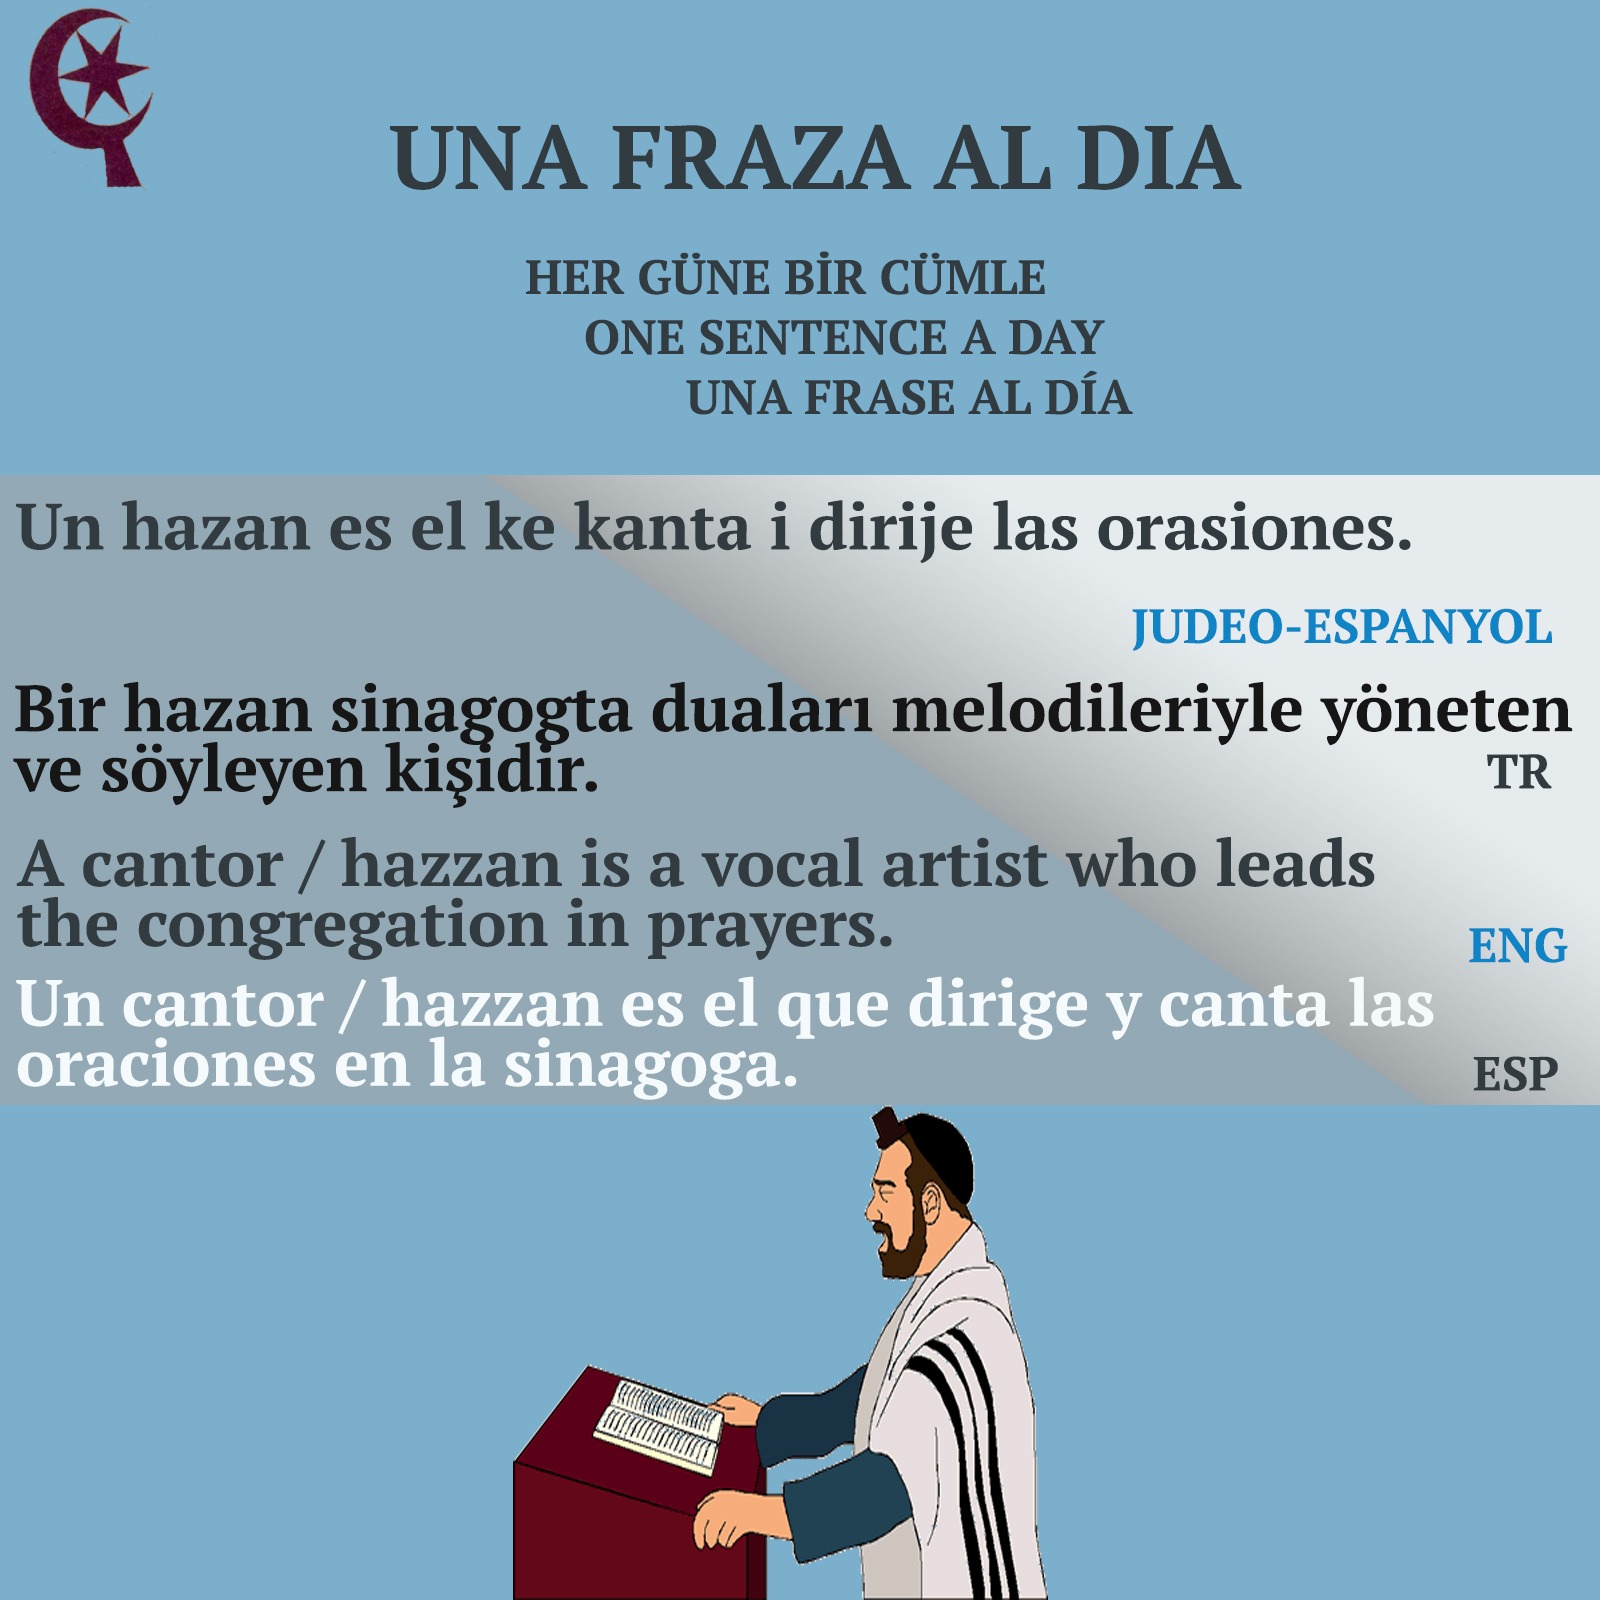 UNA FRAZA AL DIA
HER GÜNE BİR CÜMLE
ONE SENTENCE A DAY
UNA FRASE AL DÍA
Un hazan es el ke kanta i dirije las orasiones.
JUDEO-ESPANYOL
Bir hazan sinagogta duaları melodileriyle yöneten
ve söyleyen kişidir.
TR
A cantor / hazzan is a vocal artist who leads
the congregation in prayers.
ENG
Un cantor / hazzan es el que dirige y canta las
oraciones en la sinagoga.
ESP